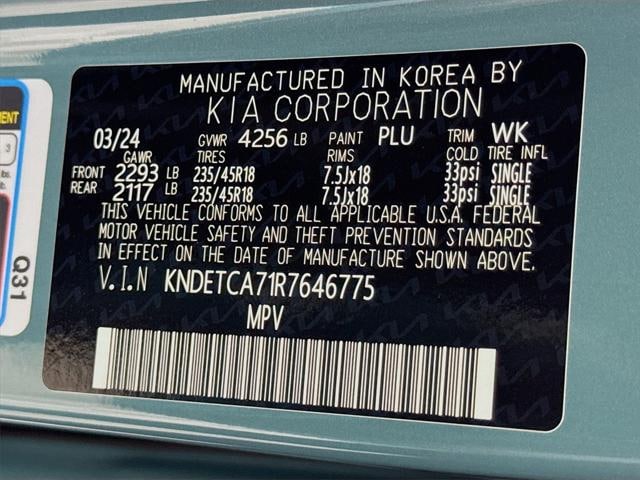 MANUFACTURED IN KOREA BY
KIA CORPORATION
03/24 GVWR 4256 LB PAINT PLU TRIM WK
GAWR TIRES RIMS COLD TIRE INFL
FRONT 2293 LB 235/45R18 7.5Jx18 33psi SINGLE
REAR 2117 LB 235/45R18 7.5Jx18 33psi SINGLE
THIS VEHICLE CONFORMS TO ALL APPLICABLE U.S.A. FEDERAL
MOTOR VEHICLE SAFETY AND THEFT PREVENTION STANDARDS
IN EFFECT ON THE DATE OF MANUFACTURE SHOWN ABOVE.
V.I.N KNDETCA71R7646775
MPV
3
Q31